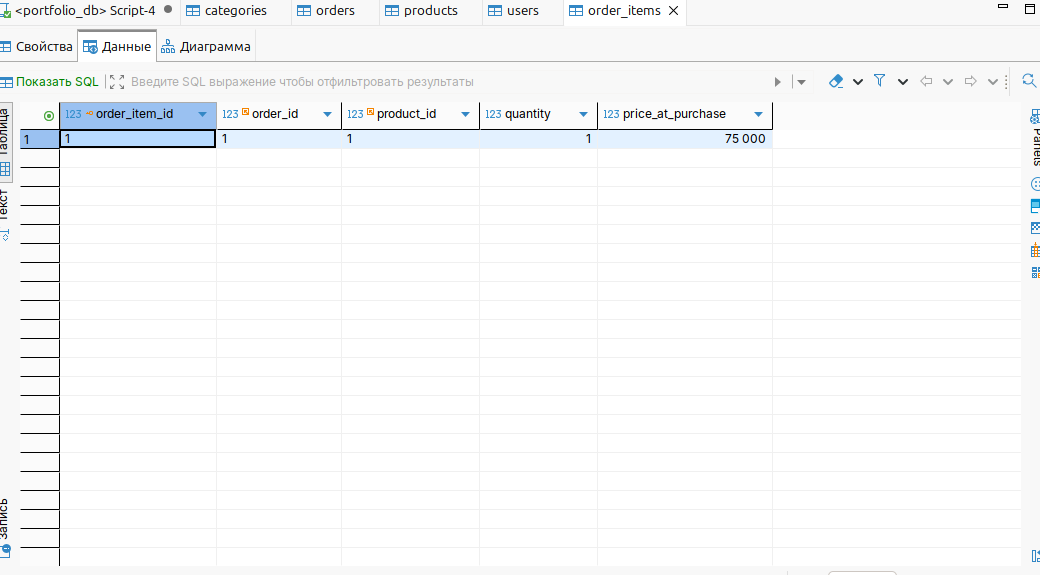 <portfolio_db> Script-4 categories orders products users order_items
Свойства Данные Диаграмма
Показать SQL Введите SQL выражение чтобы отфильтровать результаты
123 order_item_id 123 order_id 123 product_id 123 quantity 123 price_at_purchase
1 1 1 1 1 75 000
Таблица
Текст
Запись
Panels